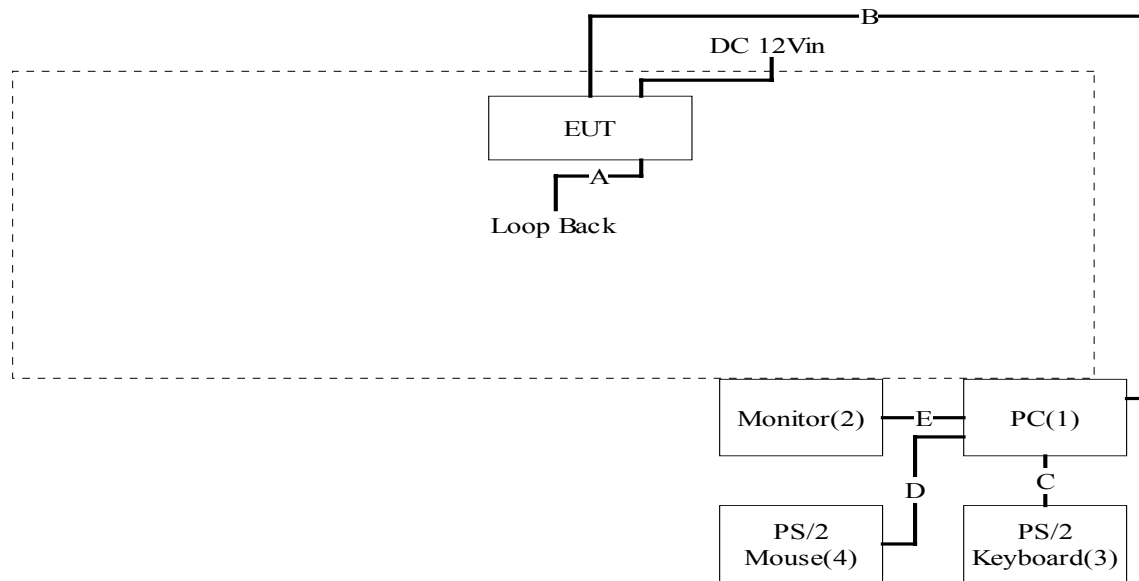 B
DC 12Vin
EUT
A
Loop Back
Monitor(2)
E
PC(1)
D
C
PS/2
Mouse(4)
PS/2
Keyboard(3)